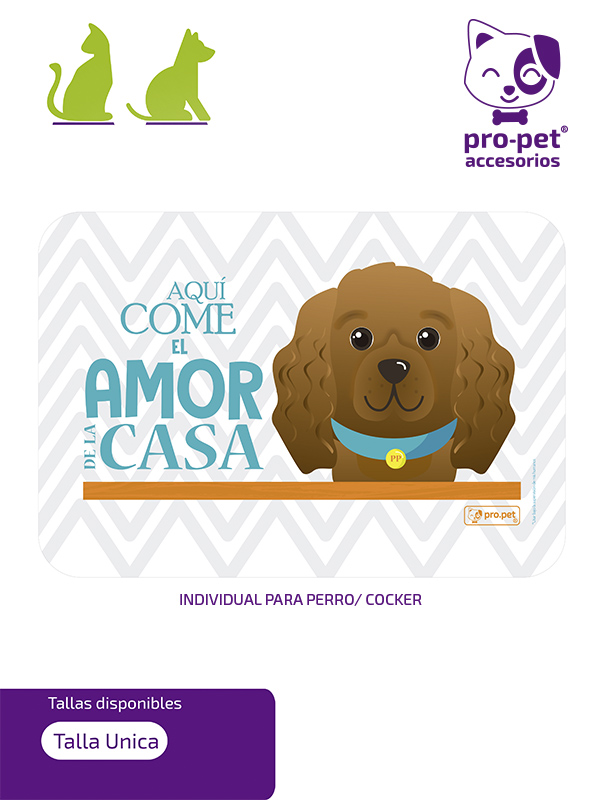 pro-pet®
accesorios
AQUÍ
COME
EL
AMOR
DE LA
CASA
PP
pro.pet®
INDIVIDUAL PARA PERRO/ COCKER
Tallas disponibles
Talla Unica